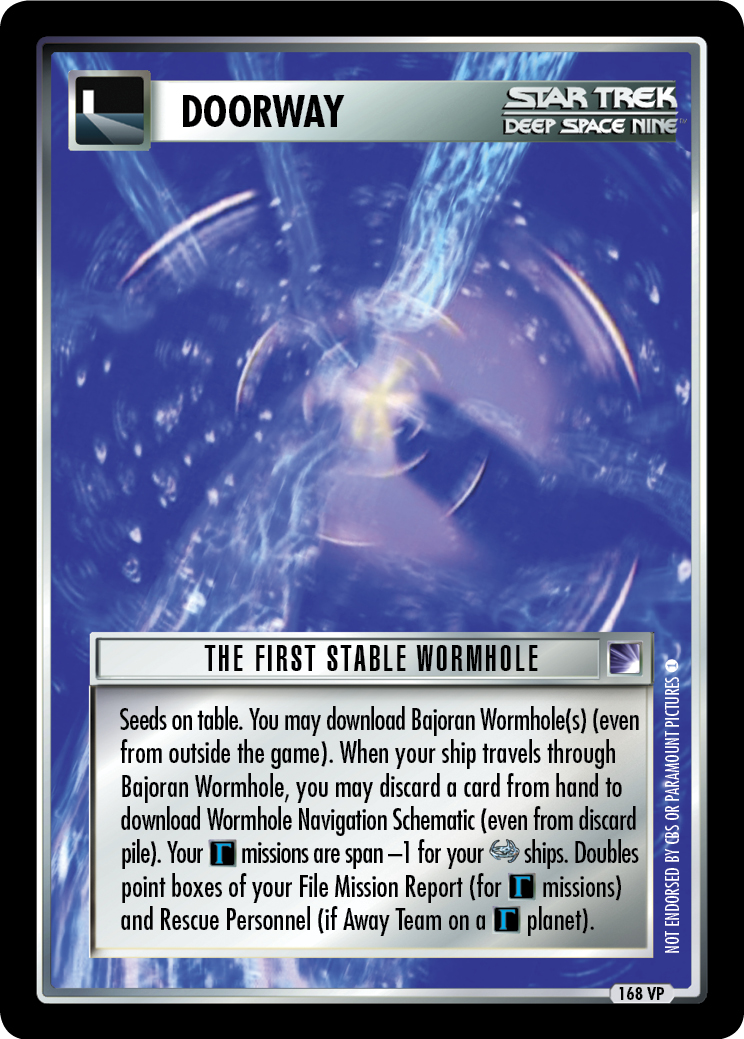 DOORWAY
STAR TREK
DEEP SPACE NINE™
THE FIRST STABLE WORMHOLE
Seeds on table. You may download Bajoran Wormhole(s) (even
from outside the game). When your ship travels through
Bajoran Wormhole, you may discard a card from hand to
download Wormhole Navigation Schematic (even from discard
pile). Your Γ missions are span –1 for your ships. Doubles
point boxes of your File Mission Report (for Γ missions)
and Rescue Personnel (if Away Team on a Γ planet).
NOT ENDORSED BY CBS OR PARAMOUNT PICTURES 1
168 VP